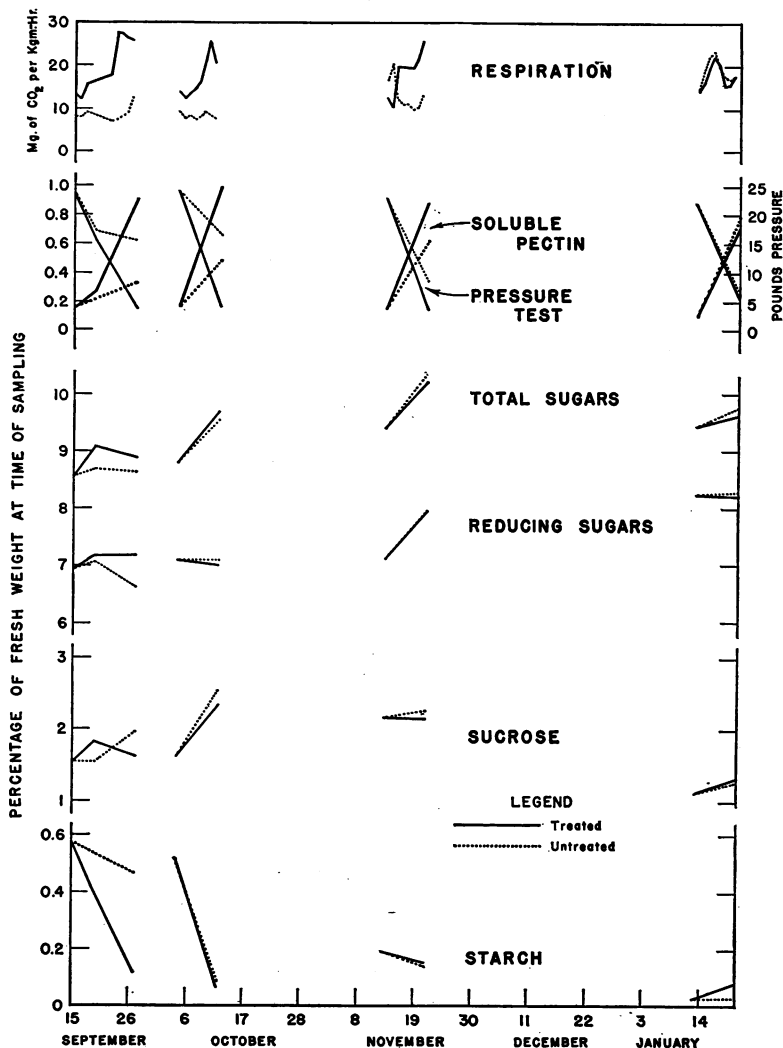 Mg. of CO2 per Kgm-Hr.
30
20
10
0
RESPIRATION
1.0
0.8
0.6
0.4
0.2
0
SOLUBLE
PECTIN
PRESSURE
TEST
25
20
15
10
5
0
POUNDS PRESSURE
PERCENTAGE OF FRESH WEIGHT AT TIME OF SAMPLING
10
9
8
7
6
TOTAL SUGARS
REDUCING SUGARS
3
2
1
SUCROSE
LEGEND
Treated
Untreated
0.6
0.4
0.2
0
STARCH
15 26 6 17 28 8 19 30 11 22 3 14
SEPTEMBER OCTOBER NOVEMBER DECEMBER JANUARY